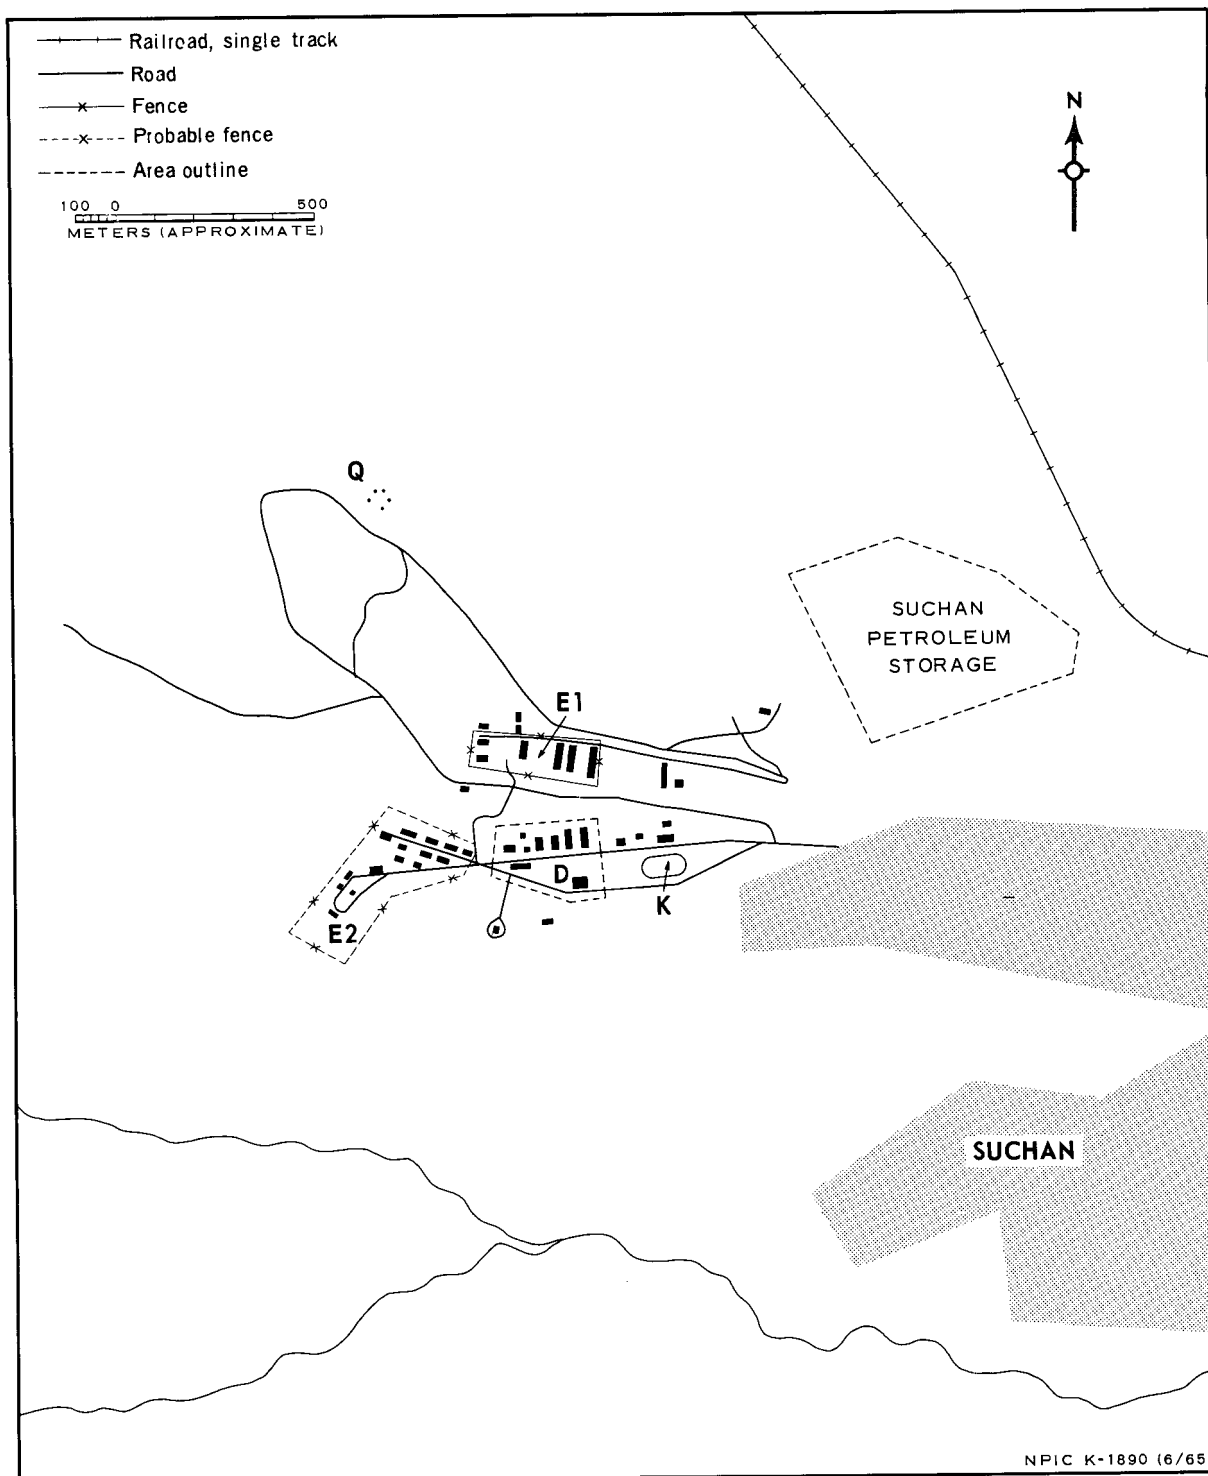 Railroad, single track
Road
Fence
Probable fence
Area outline
100 0 500
METERS (APPROXIMATE)
N
Q
SUCHAN
PETROLEUM
STORAGE
E1
D
K
E2
SUCHAN
NPIC K-1890 (6/65